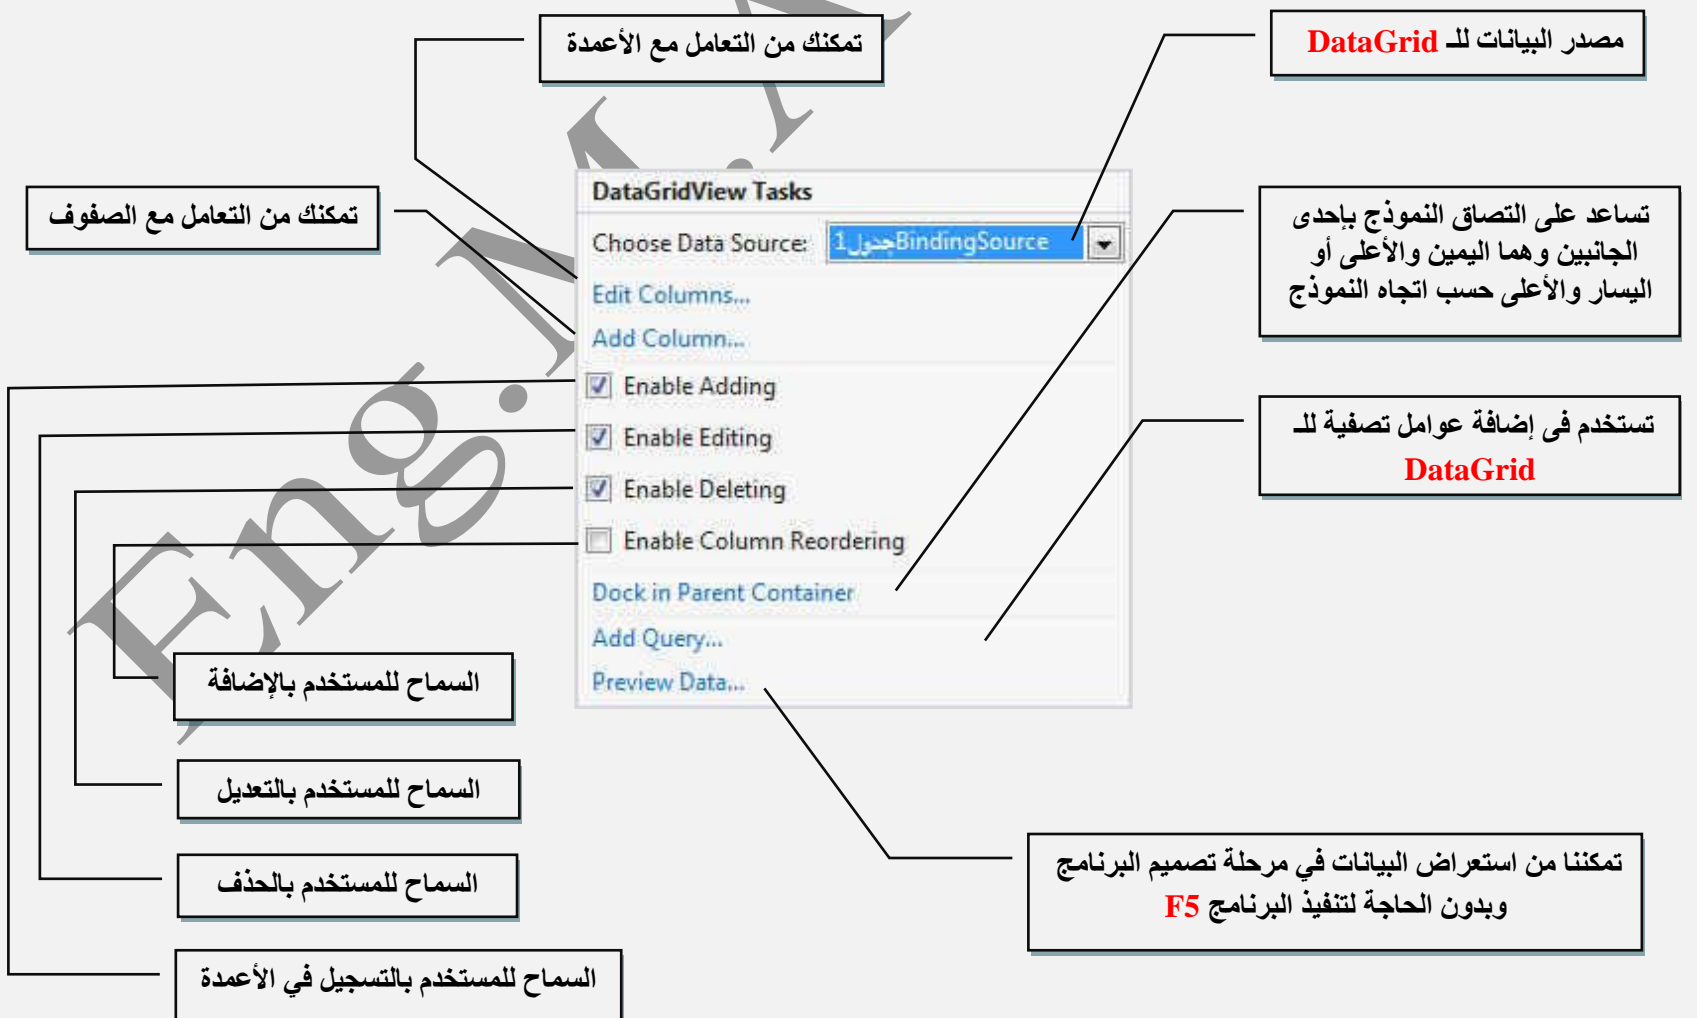 تمكنك من التعامل مع الأعمدة
مصدر البيانات للـ DataGrid
تمكنك من التعامل مع الصفوف
DataGridView Tasks
Choose Data Source: جدول1BindingSource
Edit Columns...
Add Column...
Enable Adding
Enable Editing
Enable Deleting
Enable Column Reordering
Dock in Parent Container
Add Query...
Preview Data...
تساعد على التصاق النموذج بإحدى
الجانبين وهما اليمين والأعلى أو
اليسار والأعلى حسب اتجاه النموذج
تستخدم فى إضافة عوامل تصفية للـ
DataGrid
السماح للمستخدم بالإضافة
السماح للمستخدم بالتعديل
السماح للمستخدم بالحذف
السماح للمستخدم بالتسجيل في الأعمدة
تمكننا من استعراض البيانات في مرحلة تصميم البرنامج
وبدون الحاجة لتنفيذ البرنامج F5
Eng.M.A